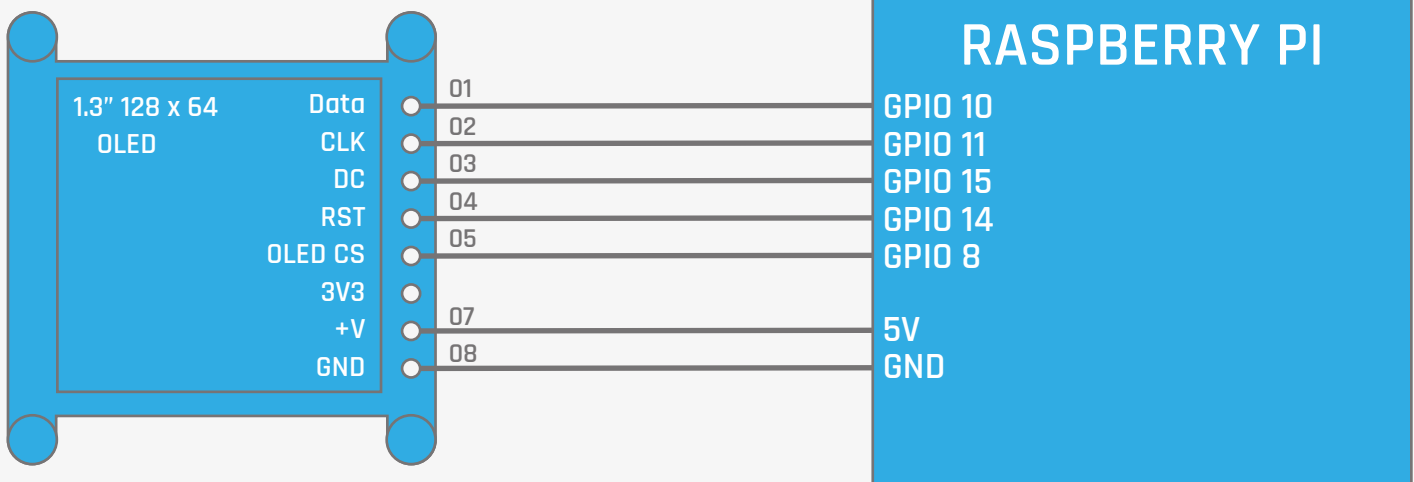 RASPBERRY PI
1.3" 128 x 64
OLED
Data
CLK
DC
RST
OLED CS
3V3
+V
GND
01
02
03
04
05
07
08
GPIO 10
GPIO 11
GPIO 15
GPIO 14
GPIO 8
5V
GND